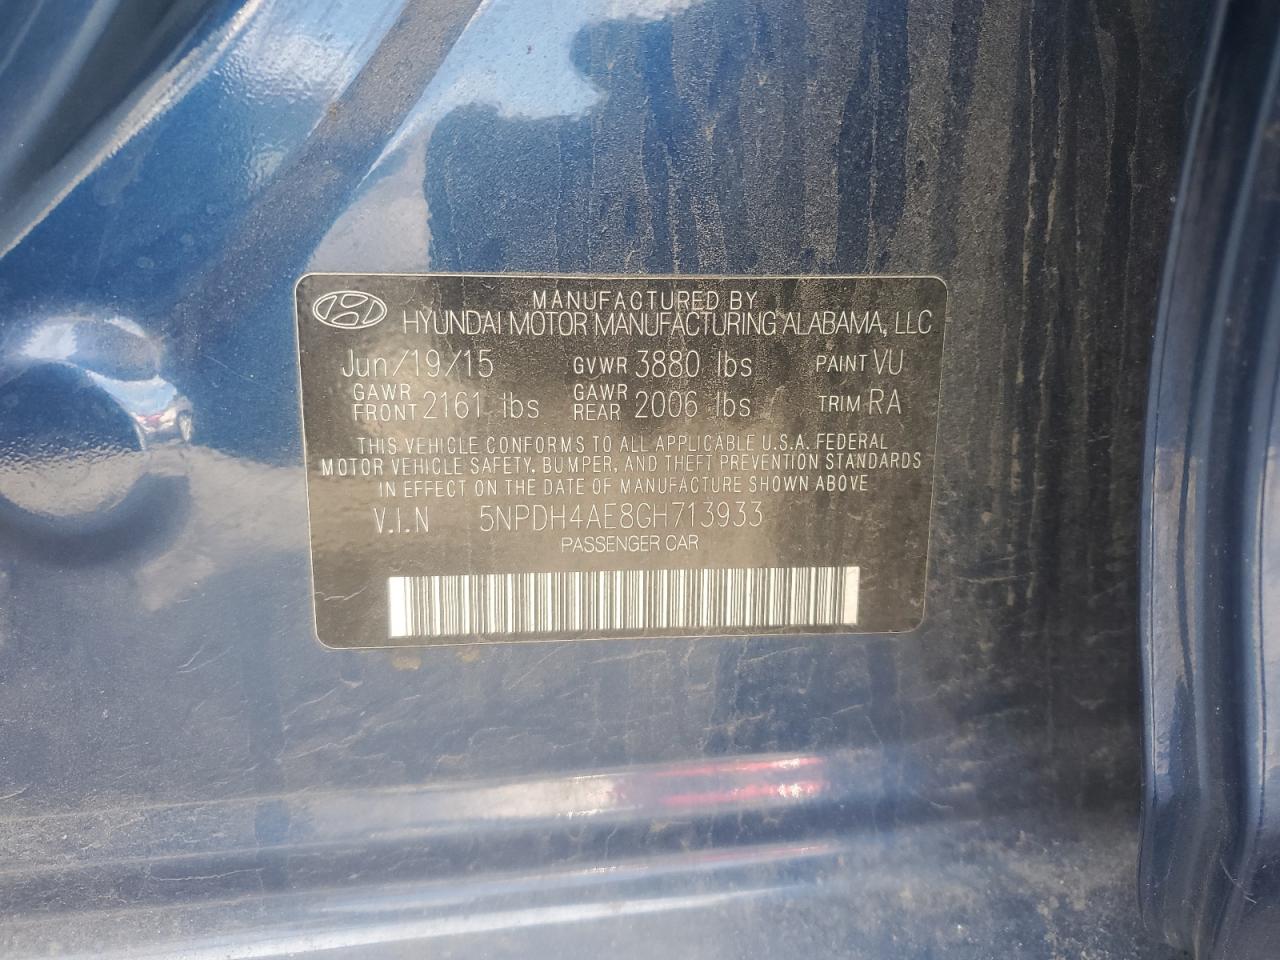 MANUFACTURED BY
HYUNDAI MOTOR MANUFACTURING ALABAMA, LLC
Jun/19/15 GVWR 3880 lbs PAINT VU
GAWR FRONT 2161 lbs GAWR REAR 2006 lbs TRIM RA
THIS VEHICLE CONFORMS TO ALL APPLICABLE U.S.A. FEDERAL
MOTOR VEHICLE SAFETY, BUMPER, AND THEFT PREVENTION STANDARDS
IN EFFECT ON THE DATE OF MANUFACTURE SHOWN ABOVE
V.I.N 5NPDH4AE8GH713933
PASSENGER CAR